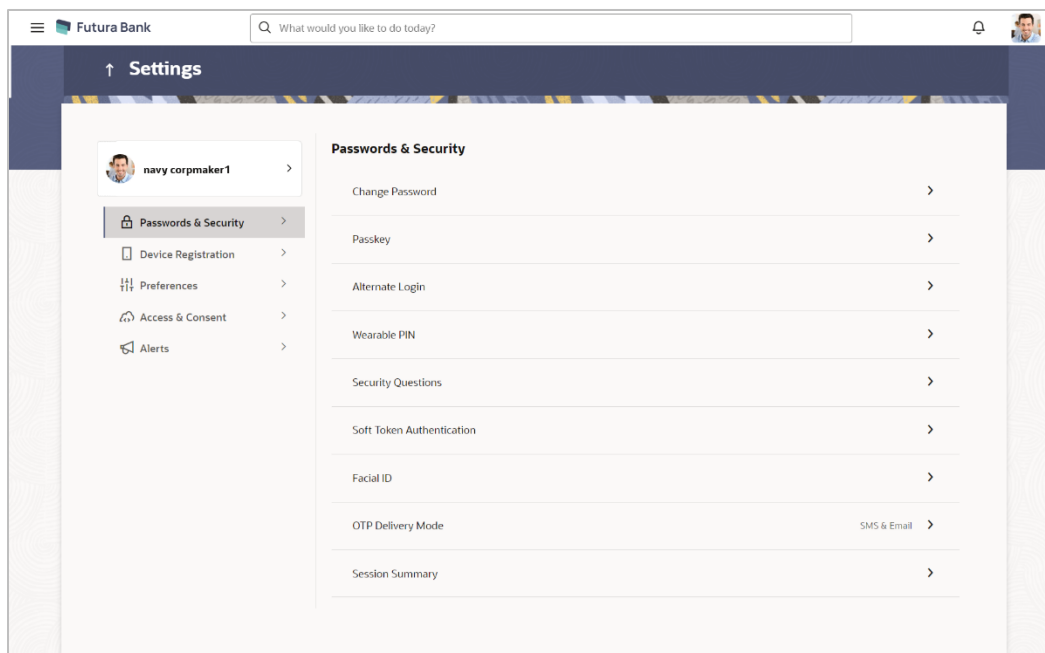 Futura Bank
What would you like to do today?
Settings
navy corpmaker1
Passwords & Security
Device Registration
Preferences
Access & Consent
Alerts
Passwords & Security
Change Password
Passkey
Alternate Login
Wearable PIN
Security Questions
Soft Token Authentication
Facial ID
OTP Delivery Mode SMS & Email
Session Summary